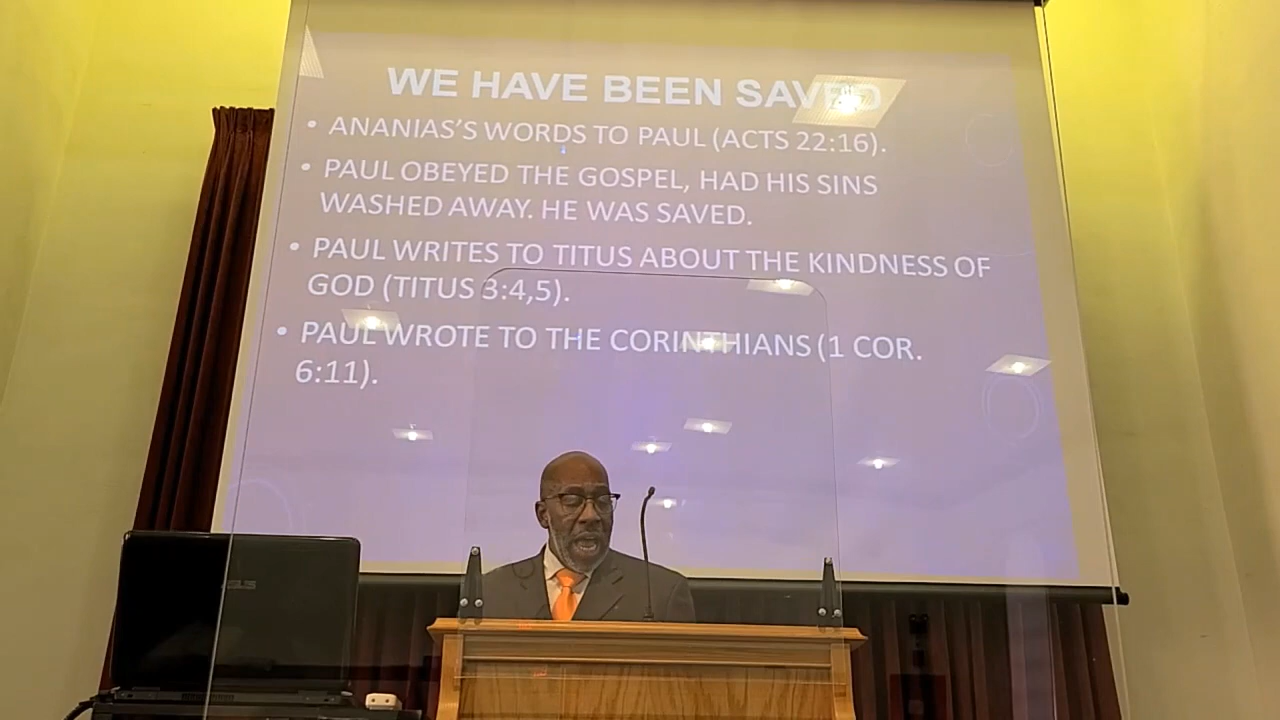 WE HAVE BEEN SAVED
• ANANIAS’S WORDS TO PAUL (ACTS 22:16).
• PAUL OBEYED THE GOSPEL, HAD HIS SINS
WASHED AWAY. HE WAS SAVED.
• PAUL WRITES TO TITUS ABOUT THE KINDNESS OF
GOD (TITUS 3:4,5).
• PAUL WROTE TO THE CORINTHIANS (1 COR.
6:11).
ASUS